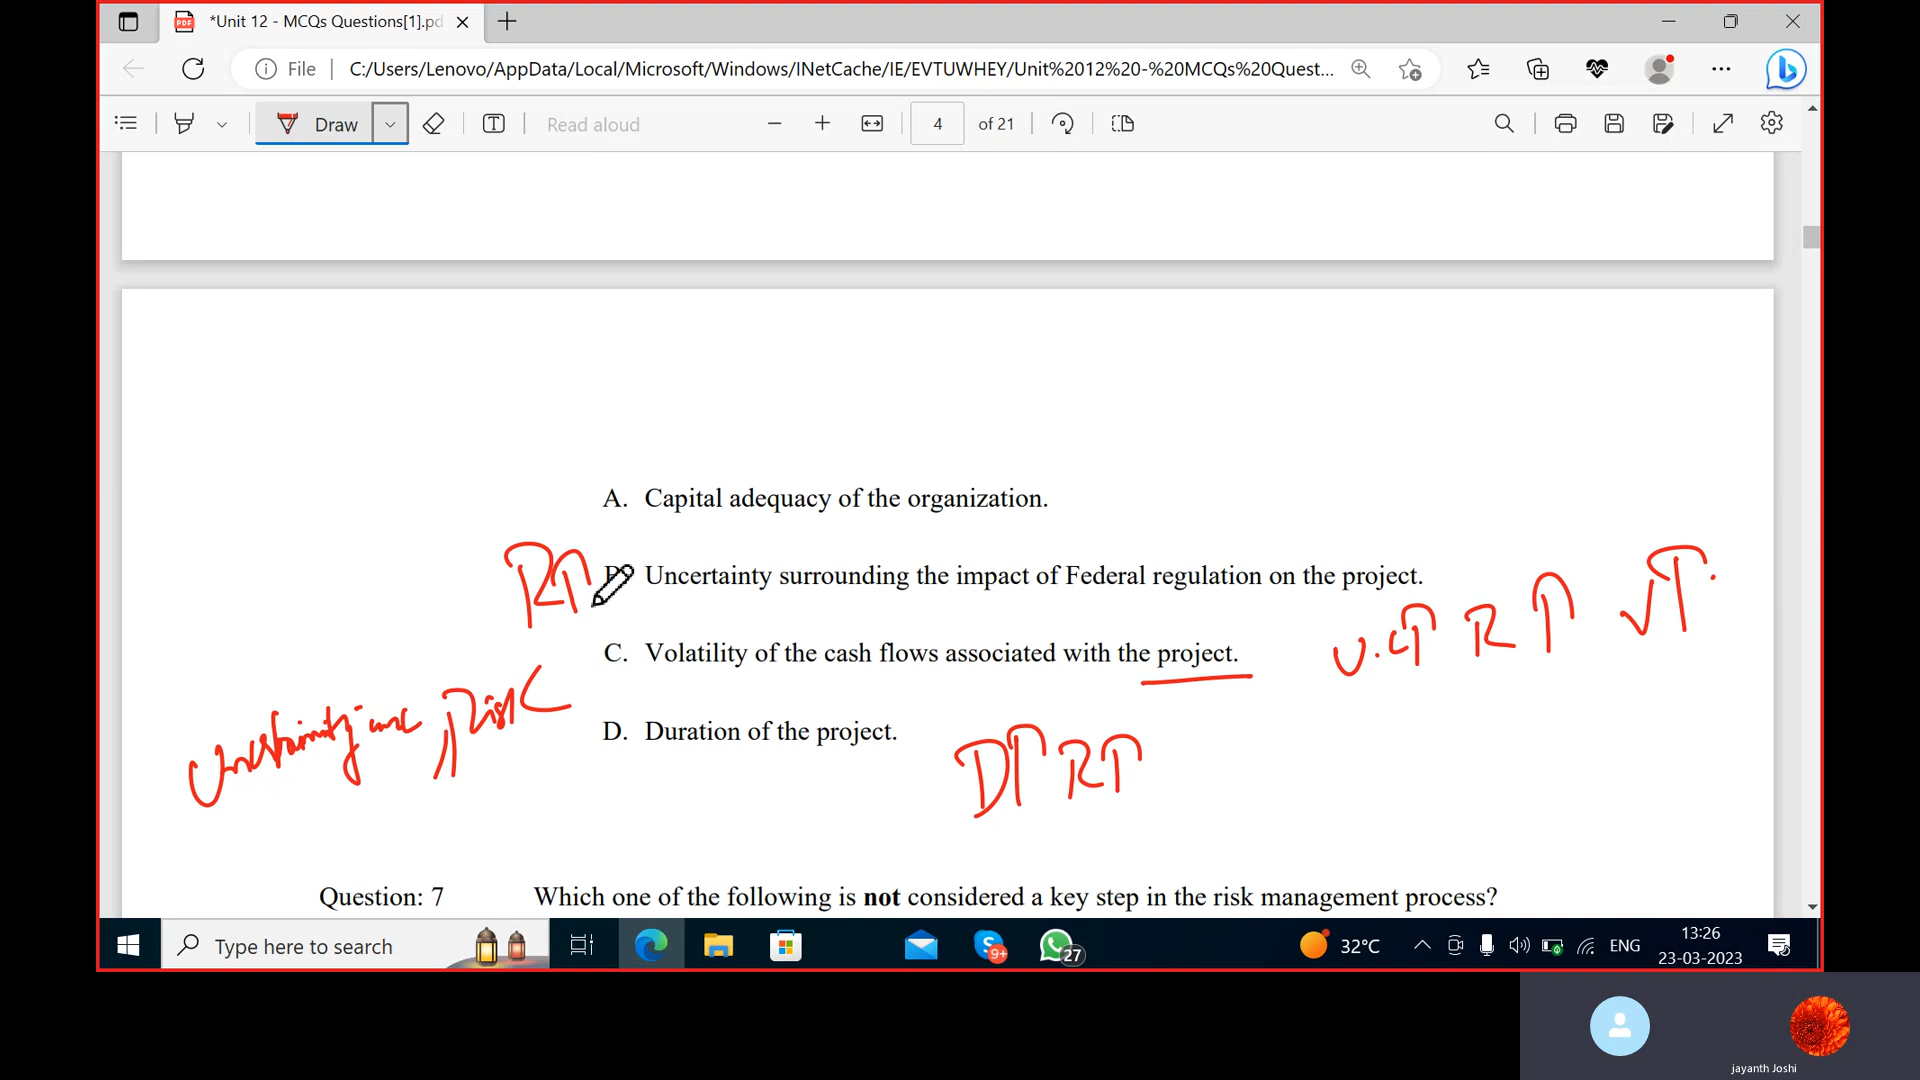 *Unit 12 - MCQs Questions[1].pd
File C:/Users/Lenovo/AppData/Local/Microsoft/Windows/INetCache/IE/EVTUWHEY/Unit%2012%20-%20MCQs%20Quest...
Draw Read aloud 4 of 21
A. Capital adequacy of the organization.
R↑ Uncertainty surrounding the impact of Federal regulation on the project.
C. Volatility of the cash flows associated with the project.
U.C↑ R ↑ √↑
Risk
D. Duration of the project.
D↑ R↑
Question: 7 Which one of the following is not considered a key step in the risk management process?
Type here to search
9+ 27 32°C ENG 13:26
23-03-2023
jayanth Joshi